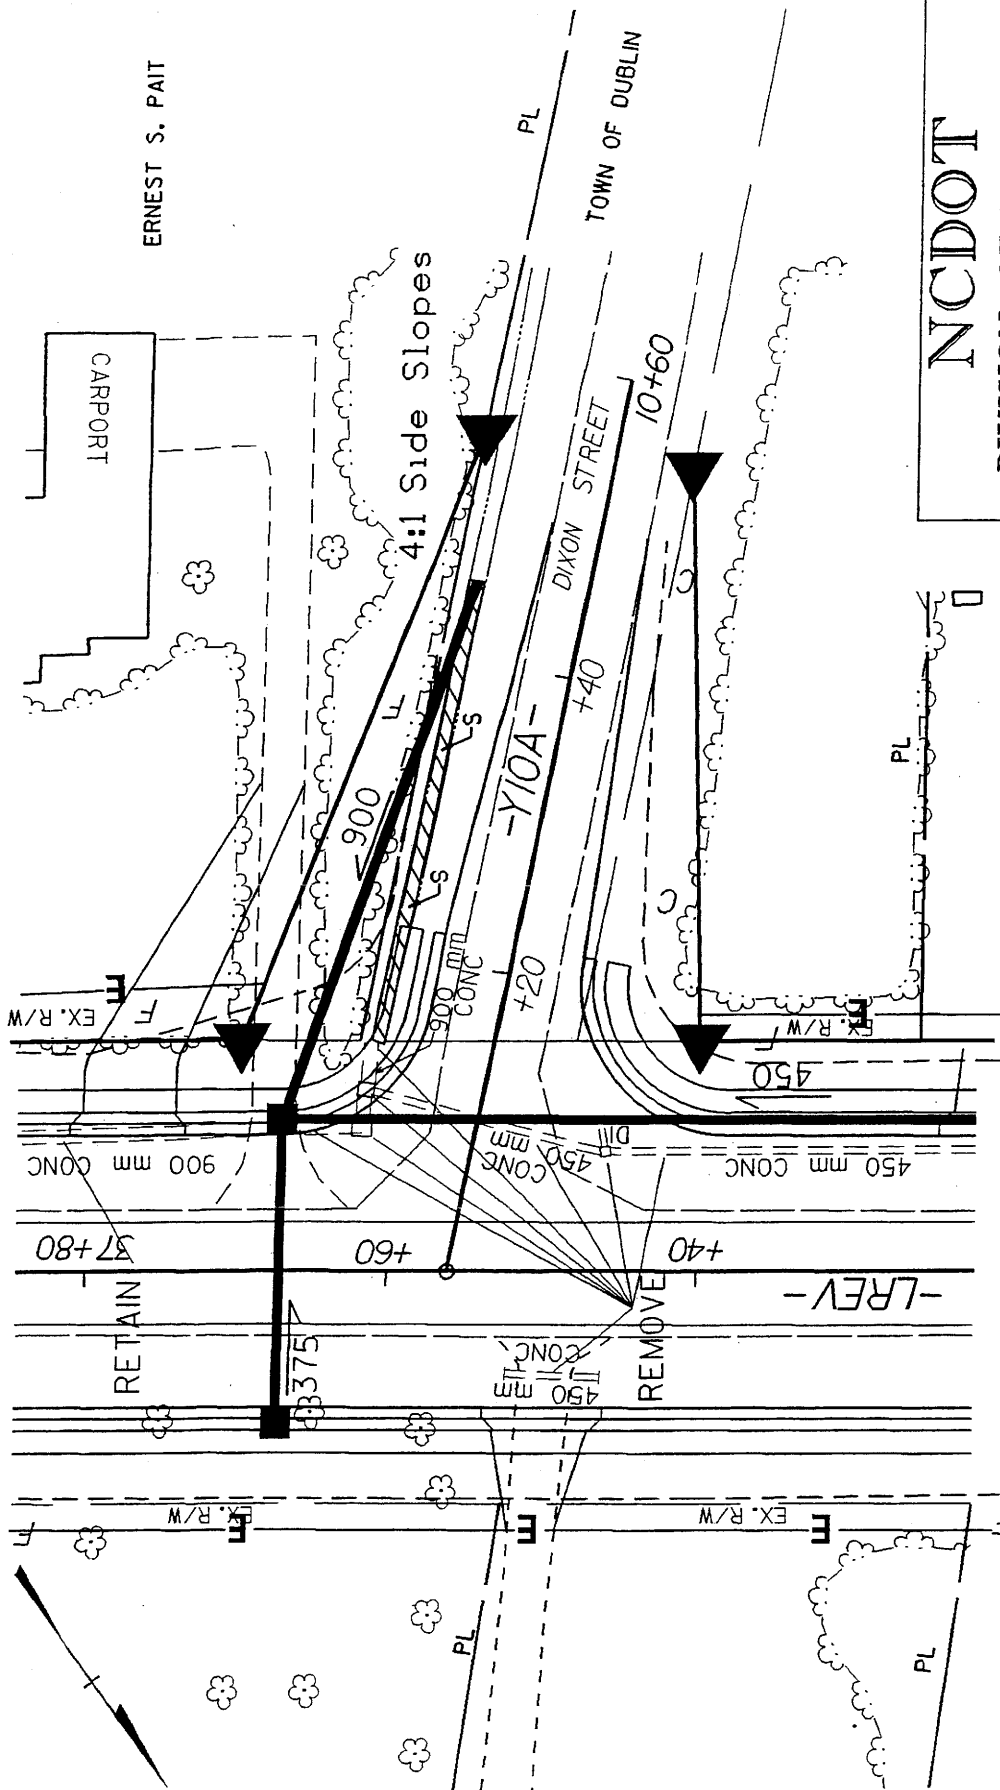 ERNEST S. PAIT
PL
TOWN OF DUBLIN
NCDOT
CARPORT
4:1 Side Slopes
10+60
DIXON STREET
C
+40
F
S
-Y10A-
PL
900
S
C
+20
900 mm
CONC
E
EX. R/W
F
E
EX. R/W
F
450
900 mm CONC
450 mm
CONC
DI
450 mm CONC
37+80
+60
+40
-LREV-
RETAIN
REMOVE
375
450 mm
CONC
EX. R/W
E
E
EX. R/W
E
F
PL
PL